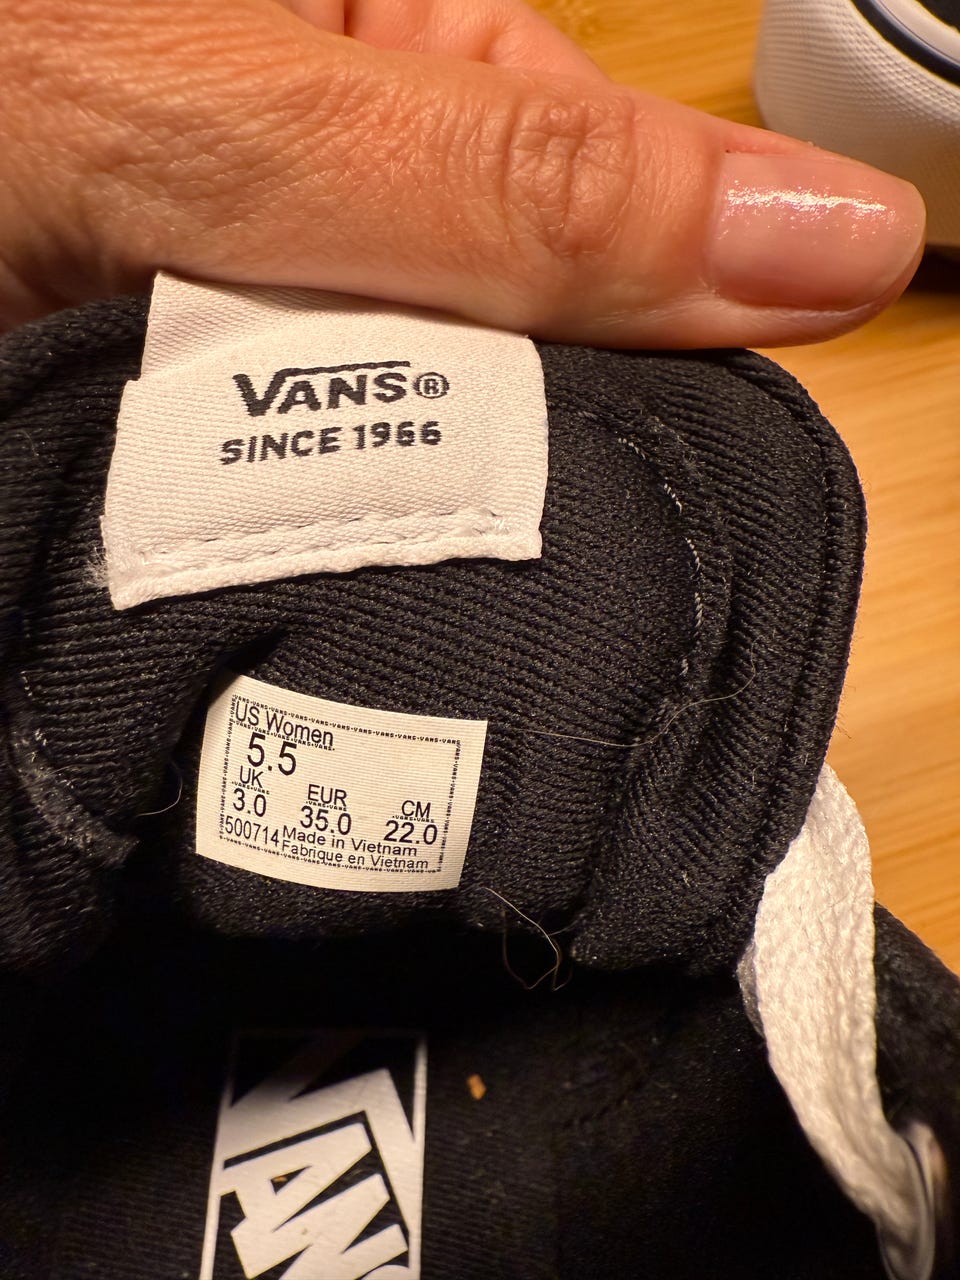 VANS®
SINCE 1966
US Women
5.5
UK EUR CM
3.0 35.0 22.0
500714 Made in Vietnam
Fabrique en Vietnam
VANS